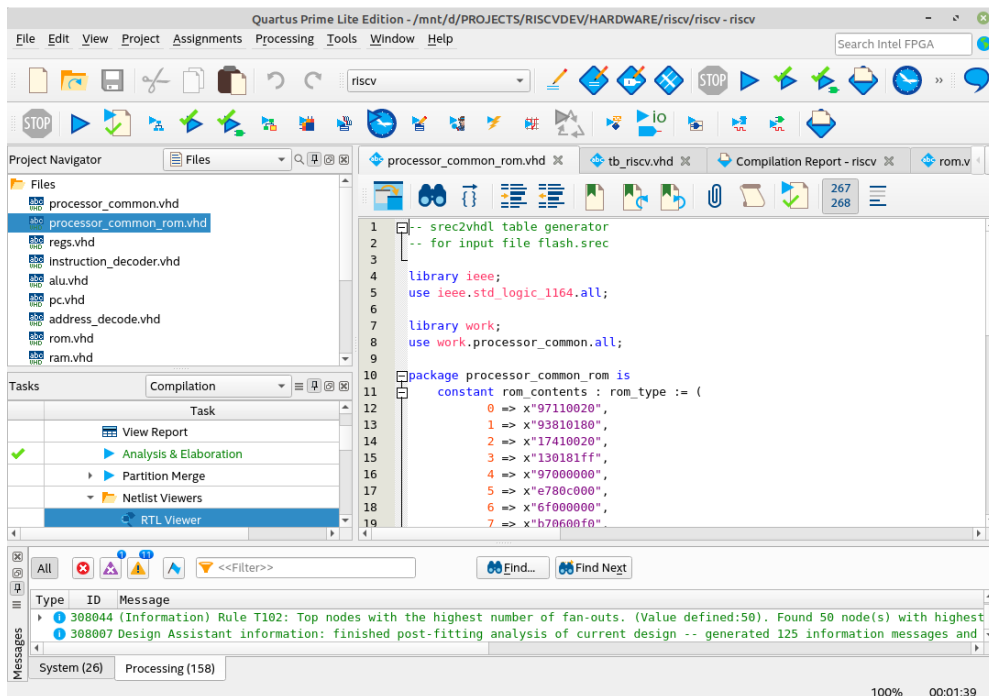 Quartus Prime Lite Edition - /mnt/d/PROJECTS/RISCVDEV/HARDWARE/riscv/riscv - riscv
File Edit View Project Assignments Processing Tools Window Help
Search Intel FPGA
STOP
riscv
»
STOP
io
Project Navigator
Files
Files
processor_common.vhd
processor_common_rom.vhd
regs.vhd
instruction_decoder.vhd
alu.vhd
pc.vhd
address_decode.vhd
rom.vhd
ram.vhd
Tasks
Compilation
Task
View Report
Analysis & Elaboration
Partition Merge
Netlist Viewers
RTL Viewer
processor_common_rom.vhd tb_riscv.vhd Compilation Report - riscv rom.v
267
268
1 -- srec2vhdl table generator
2 -- for input file flash.srec
3
4 library ieee;
5 use ieee.std_logic_1164.all;
6
7 library work;
8 use work.processor_common.all;
9
10 package processor_common_rom is
11 constant rom_contents : rom_type := (
12 0 => x"97110020",
13 1 => x"93810180",
14 2 => x"17410020",
15 3 => x"130181ff",
16 4 => x"97000000",
17 5 => x"e780c000",
18 6 => x"6f000000",
19 7 => x"b70600f0",
All
1
11
<<Filter>>
Find...
Find Next
Type ID Message
308044 (Information) Rule T102: Top nodes with the highest number of fan-outs. (Value defined:50). Found 50 node(s) with highest
308007 Design Assistant information: finished post-fitting analysis of current design -- generated 125 information messages and
Messages
System (26) Processing (158)
100% 00:01:39